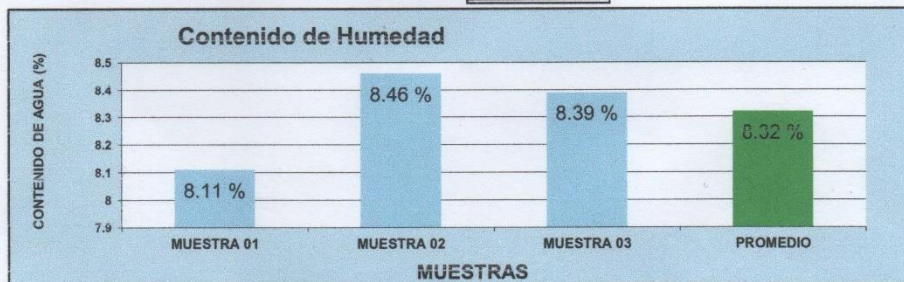 Contenido de Humedad
CONTENIDO DE AGUA (%)
8.5
8.4
8.3
8.2
8.1
8
7.9
8.11 %
8.46 %
8.39 %
8.32 %
MUESTRA 01
MUESTRA 02
MUESTRA 03
PROMEDIO
MUESTRAS